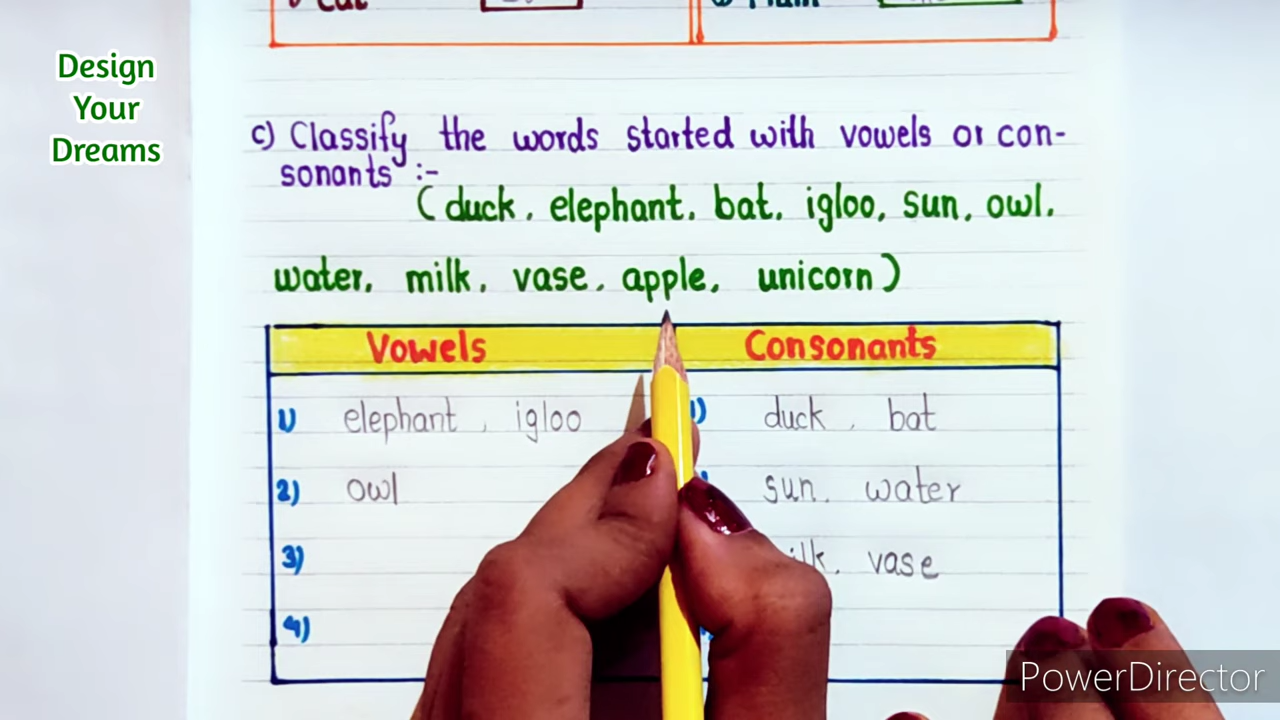 Design
Your
Dreams
c) Classify the words started with vowels or con-
sonants :-
(duck, elephant, bat, igloo, sun, owl,
water, milk, vase, apple, unicorn)
Vowels Consonants
1) elephant, igloo 1) duck, bat
2) owl sun, water
3) vase
4)
PowerDirector